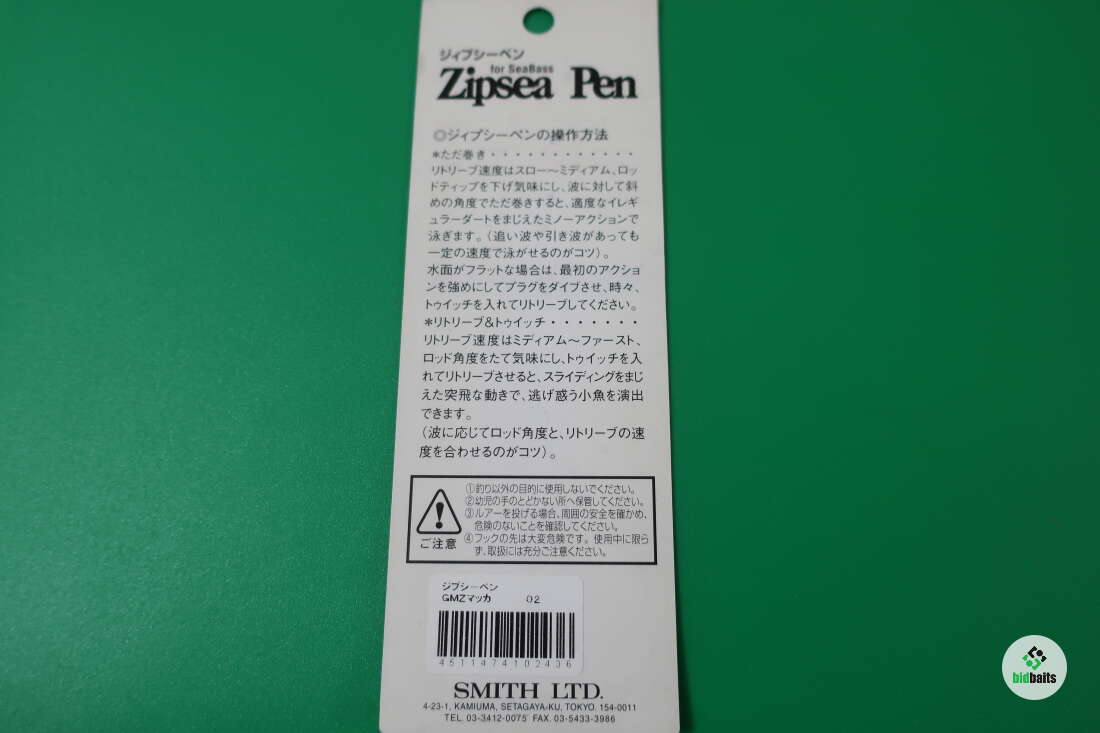 ジィプシーペン
for SeaBass
Zipsea Pen
◎ジィプシーペンの操作方法
*ただ巻き・・・・・・・・・・・・
リトリーブ速度はスロー〜ミディアム、ロッ
ドティップを下げ気味にし、波に対して斜
めの角度でただ巻きすると、適度なイレギ
ュラーダートをまじえたミノーアクションで
泳ぎます。(追い波や引き波があっても
一定の速度で泳がせるのがコツ)。
水面がフラットな場合は、最初のアクショ
ンを強めにしてプラグをダイブさせ、時々、
トゥイッチを入れてリトリーブしてください。
*リトリーブ&トゥイッチ・・・・・・・
リトリーブ速度はミディアム〜ファースト、
ロッド角度をたて気味にし、トゥイッチを入
れてリトリーブさせると、スライディングをまじ
えた突飛な動きで、逃げ惑う小魚を演出
できます。
(波に応じてロッド角度と、リトリーブの速
度を合わせるのがコツ)。
①釣り以外の目的に使用しないでください。
②幼児の手のとどかない所へ保管してください。
③ルアーを投げる場合、周囲の安全を確かめ、
危険のないことを確認してください。
④フックの先は大変危険です。使用中に限ら
ず、取扱には充分ご注意ください。
ご注意
ジプシーペン
GMZマッカ 02
4511474102406
SMITH LTD.
4-23-1, KAMIUMA, SETAGAYA-KU, TOKYO. 154-0011
TEL. 03-3412-0075 FAX. 03-5433-3986
bidbaits